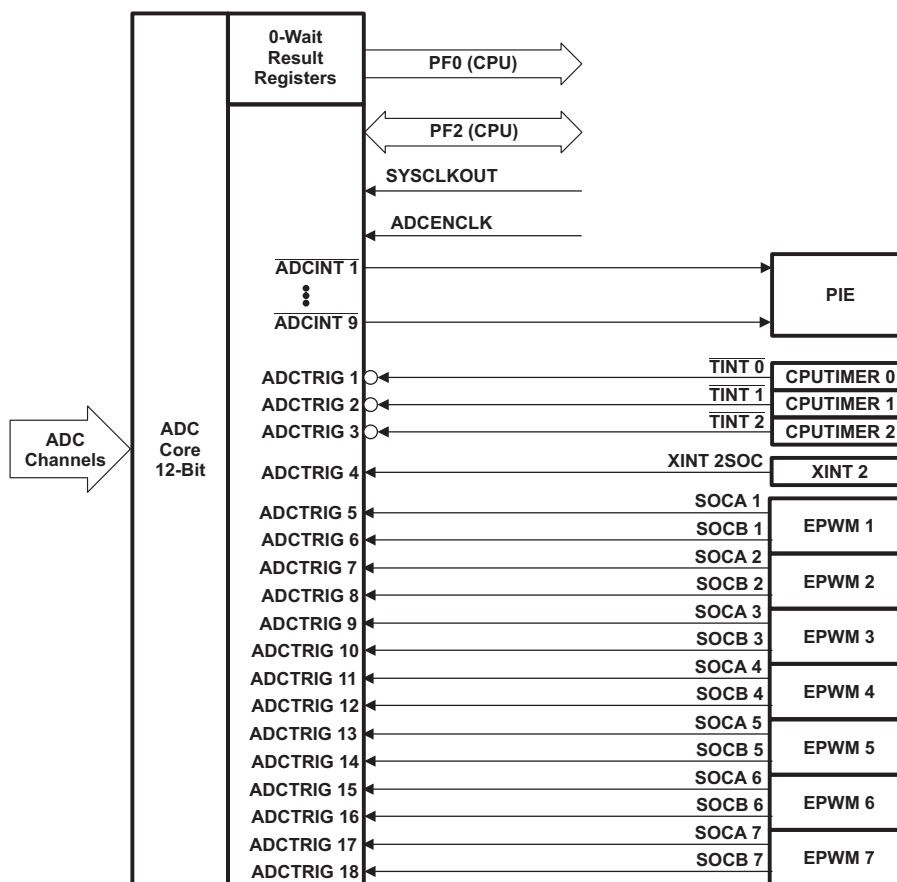 0-Wait
Result
Registers
PF0 (CPU)
PF2 (CPU)
SYSCLKOUT
ADCENCLK
ADCINT 1
ADCINT 9
PIE
ADCTRIG 1
TINT 0
CPUTIMER 0
ADCTRIG 2
TINT 1
CPUTIMER 1
ADCTRIG 3
TINT 2
CPUTIMER 2
ADC
Channels
ADC
Core
12-Bit
ADCTRIG 4
XINT 2SOC
XINT 2
ADCTRIG 5
SOCA 1
ADCTRIG 6
SOCB 1
EPWM 1
ADCTRIG 7
SOCA 2
ADCTRIG 8
SOCB 2
EPWM 2
ADCTRIG 9
SOCA 3
ADCTRIG 10
SOCB 3
EPWM 3
ADCTRIG 11
SOCA 4
ADCTRIG 12
SOCB 4
EPWM 4
ADCTRIG 13
SOCA 5
ADCTRIG 14
SOCB 5
EPWM 5
ADCTRIG 15
SOCA 6
ADCTRIG 16
SOCB 6
EPWM 6
ADCTRIG 17
SOCA 7
ADCTRIG 18
SOCB 7
EPWM 7